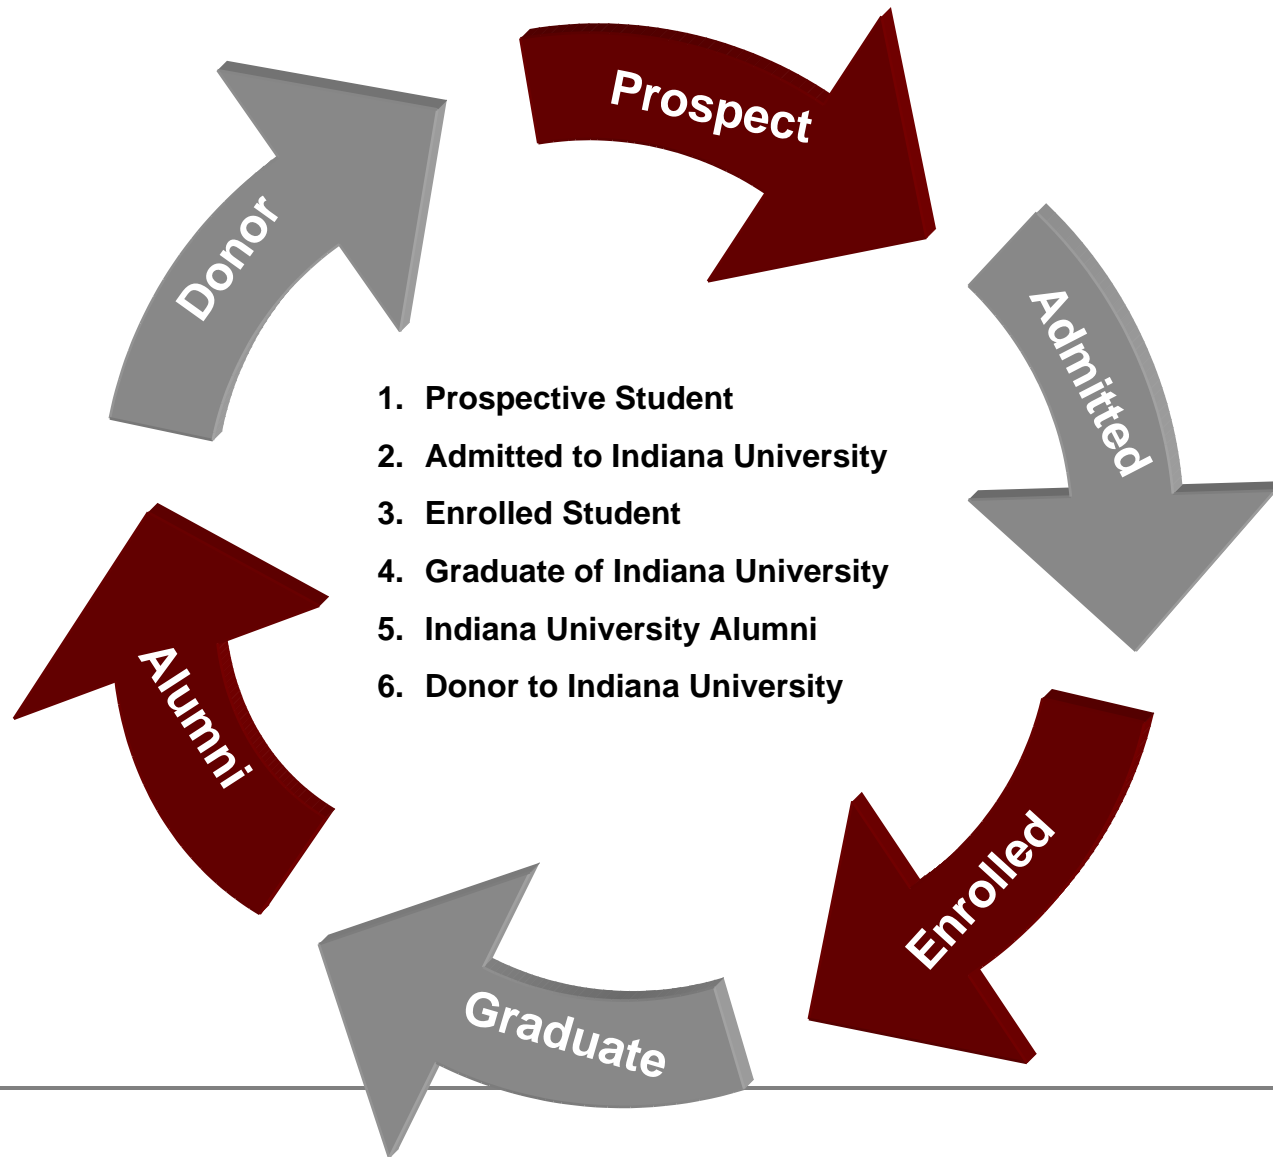 Prospect
Donor
Admitted
1. Prospective Student
2. Admitted to Indiana University
3. Enrolled Student
4. Graduate of Indiana University
5. Indiana University Alumni
6. Donor to Indiana University
Alumni
Enrolled
Graduate